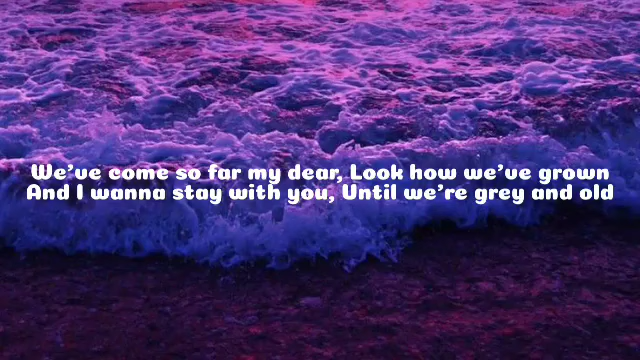 We've come so far my dear, Look how we've grown
And I wanna stay with you, Until we're grey and old